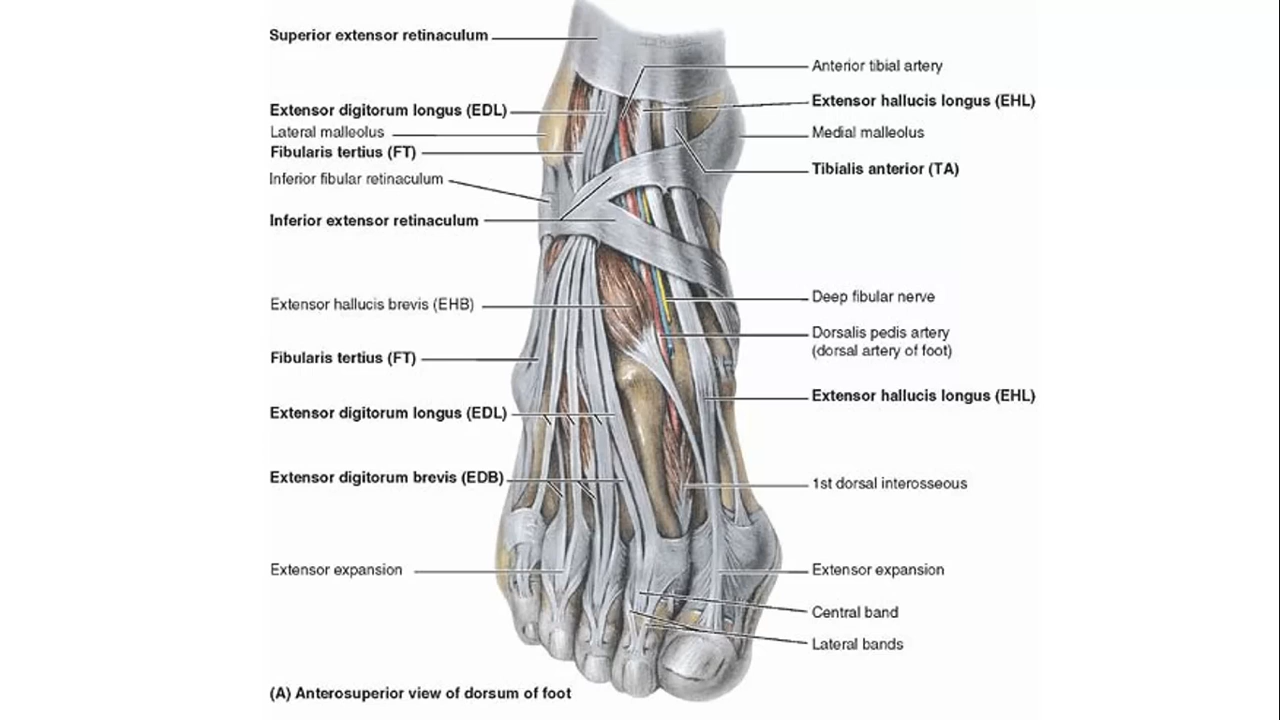 Superior extensor retinaculum
Extensor digitorum longus (EDL)
Lateral malleolus
Fibularis tertius (FT)
Inferior fibular retinaculum
Inferior extensor retinaculum
Extensor hallucis brevis (EHB)
Fibularis tertius (FT)
Extensor digitorum longus (EDL)
Extensor digitorum brevis (EDB)
Extensor expansion
Anterior tibial artery
Extensor hallucis longus (EHL)
Medial malleolus
Tibialis anterior (TA)
Deep fibular nerve
Dorsalis pedis artery
(dorsal artery of foot)
Extensor hallucis longus (EHL)
1st dorsal interosseous
Extensor expansion
Central band
Lateral bands
(A) Anterosuperior view of dorsum of foot